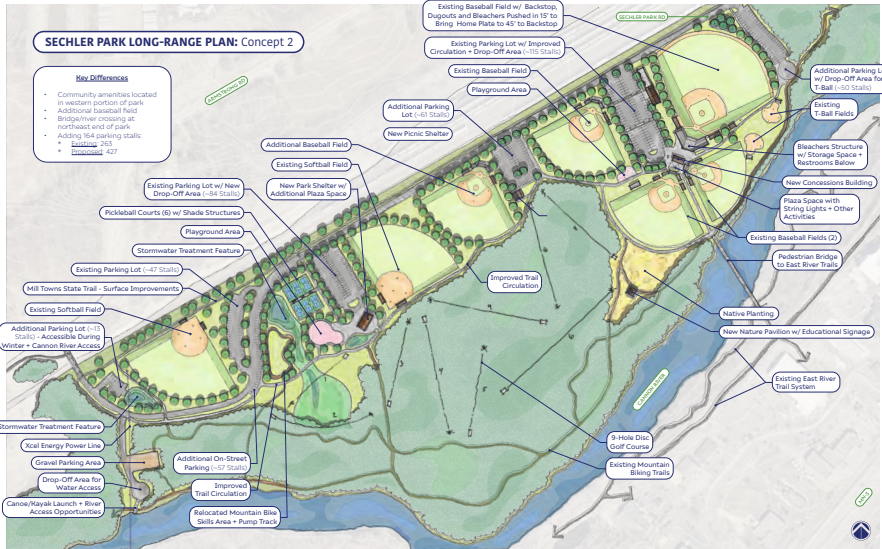 SECHLER PARK LONG-RANGE PLAN: Concept 2
Key Differences
• Community amenities located
in western portion of park
• Additional baseball field
• Bridge/river crossing at
northeast end of park
• Adding 164 parking stalls:
* Existing: 263
* Proposed: 427
ARMSTRONG RD
SECHLER PARK RD
Existing Baseball Field w/ Backstop,
Dugouts and Bleachers Pushed in 15' to
Bring Home Plate to 45' to Backstop
Existing Parking Lot w/ Improved
Circulation + Drop-Off Area (~115 Stalls)
Existing Baseball Field
Playground Area
Additional Parking
Lot (~61 Stalls)
New Picnic Shelter
Additional Baseball Field
Existing Softball Field
Existing Parking Lot w/ New
Drop-Off Area (~84 Stalls)
New Park Shelter w/
Additional Plaza Space
Pickleball Courts (6) w/ Shade Structures
Playground Area
Stormwater Treatment Feature
Existing Parking Lot (~47 Stalls)
Mill Towns State Trail - Surface Improvements
Existing Softball Field
Additional Parking Lot (~13
Stalls) - Accessible During
Winter + Cannon River Access
Stormwater Treatment Feature
Xcel Energy Power Line
Gravel Parking Area
Drop-Off Area for
Water Access
Canoe/Kayak Launch + River
Access Opportunities
Additional On-Street
Parking (~57 Stalls)
Improved
Trail Circulation
Relocated Mountain Bike
Skills Area + Pump Track
Additional Parking Lo
w/ Drop-Off Area for
T-Ball (~50 Stalls)
Existing
T-Ball Fields
Bleachers Structure
w/ Storage Space +
Restrooms Below
New Concessions Building
Plaza Space with
String Lights + Other
Activities
Existing Baseball Fields (2)
Pedestrian Bridge
to East River Trails
Improved Trail
Circulation
Native Planting
New Nature Pavilion w/ Educational Signage
Existing East River
Trail System
CANNON RIVER
9-Hole Disc
Golf Course
Existing Mountain
Biking Trails